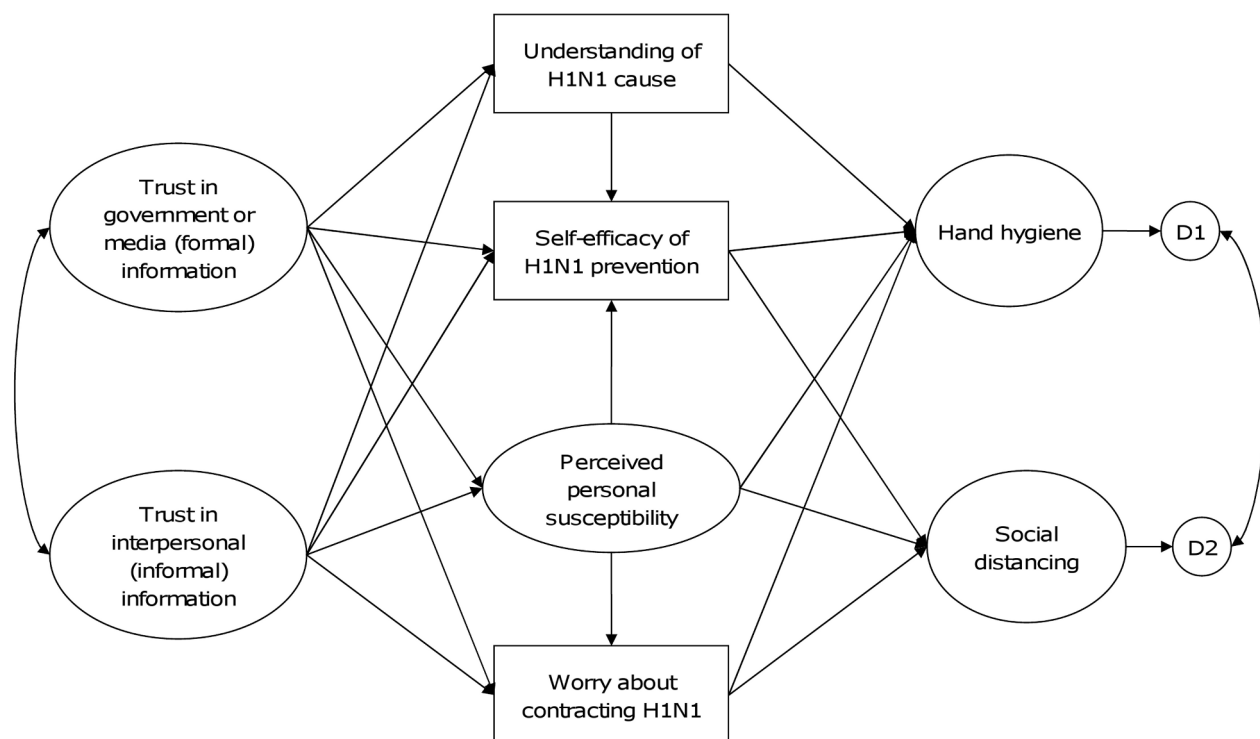 Understanding of
H1N1 cause
Trust in
government or
media (formal)
information
Self-efficacy of
H1N1 prevention
Hand hygiene
D1
Perceived
personal
susceptibility
Trust in
interpersonal
(informal)
information
Social
distancing
D2
Worry about
contracting H1N1